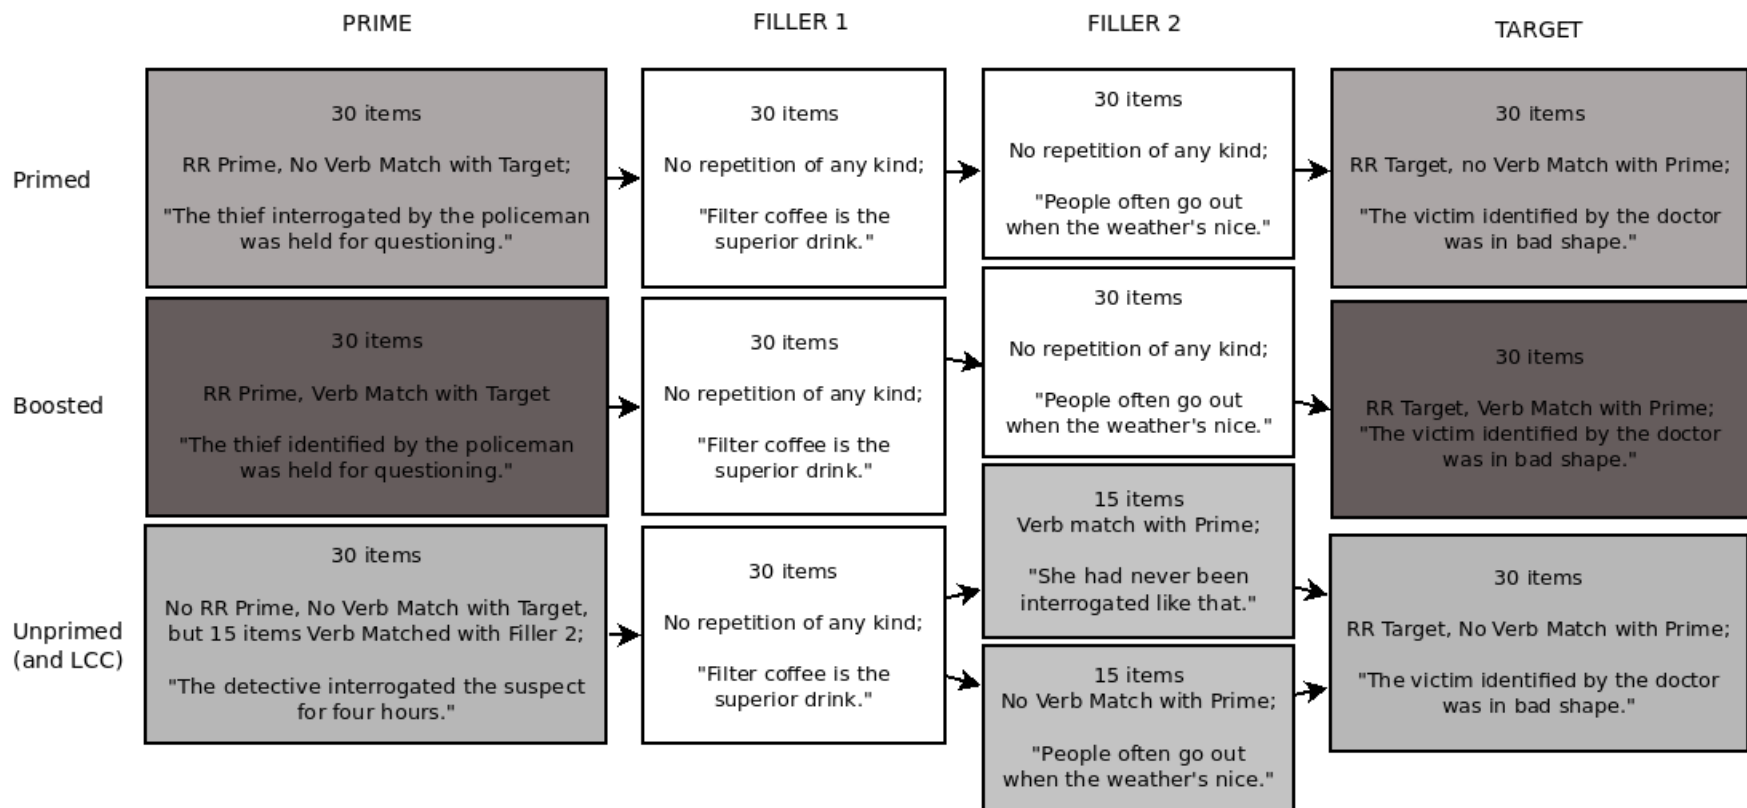 PRIME
FILLER 1
FILLER 2
TARGET
Primed
30 items
RR Prime, No Verb Match with Target;
"The thief interrogated by the policeman
was held for questioning."
30 items
No repetition of any kind;
"Filter coffee is the
superior drink."
30 items
No repetition of any kind;
"People often go out
when the weather's nice."
30 items
RR Target, no Verb Match with Prime;
"The victim identified by the doctor
was in bad shape."
Boosted
30 items
RR Prime, Verb Match with Target
"The thief identified by the policeman
was held for questioning."
30 items
No repetition of any kind;
"Filter coffee is the
superior drink."
30 items
No repetition of any kind;
"People often go out
when the weather's nice."
30 items
RR Target, Verb Match with Prime;
"The victim identified by the doctor
was in bad shape."
Unprimed
(and LCC)
30 items
No RR Prime, No Verb Match with Target,
but 15 items Verb Matched with Filler 2;
"The detective interrogated the suspect
for four hours."
30 items
No repetition of any kind;
"Filter coffee is the
superior drink."
15 items
Verb match with Prime;
"She had never been
interrogated like that."
15 items
No Verb Match with Prime;
"People often go out
when the weather's nice."
30 items
RR Target, No Verb Match with Prime;
"The victim identified by the doctor
was in bad shape."